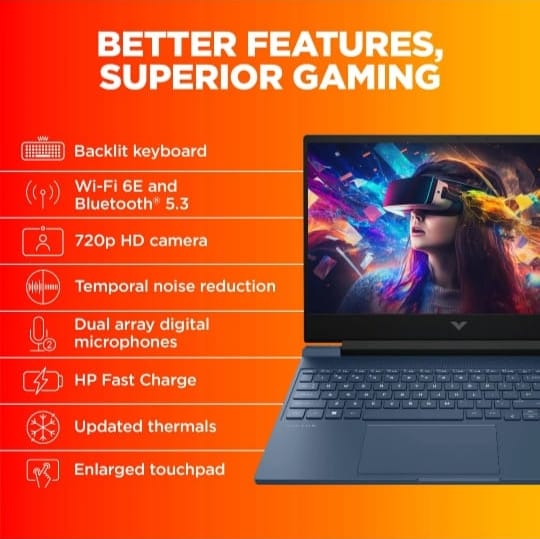 BETTER FEATURES,
SUPERIOR GAMING
Backlit keyboard
Wi-Fi 6E and
Bluetooth® 5.3
720p HD camera
Temporal noise reduction
Dual array digital
microphones
2
HP Fast Charge
Updated thermals
Enlarged touchpad